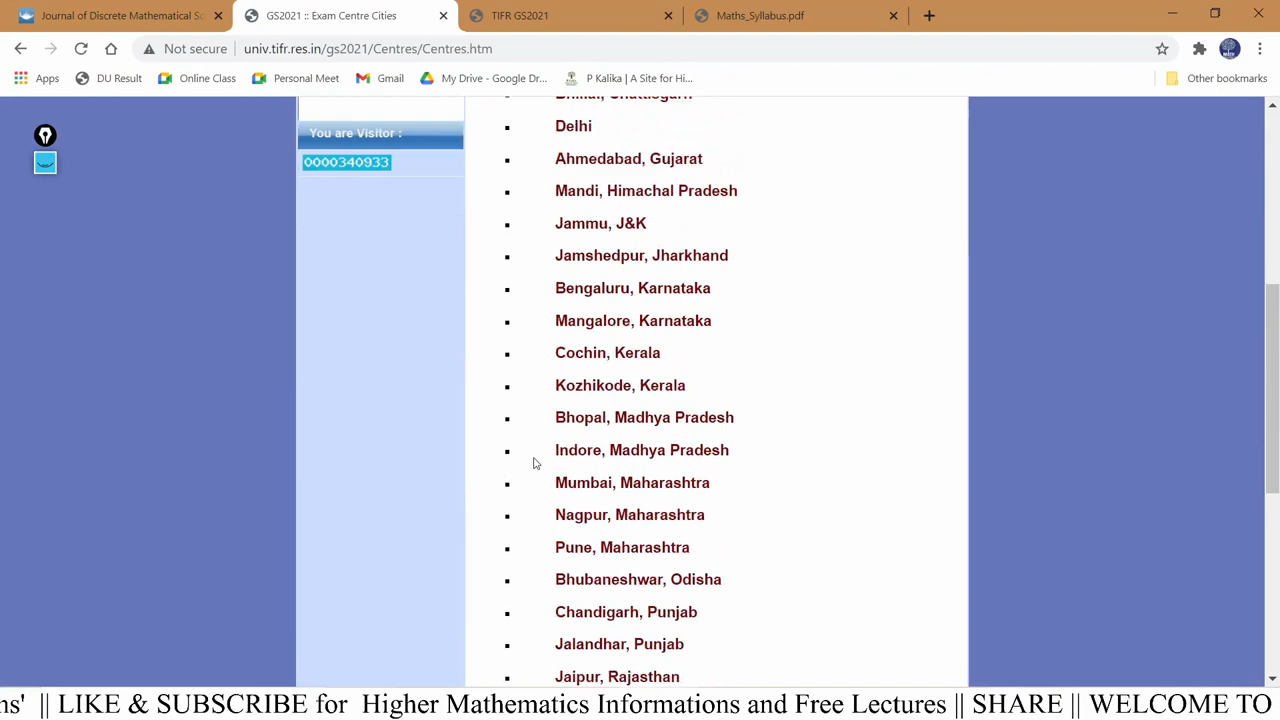 Journal of Discrete Mathematical Sc
GS2021 :: Exam Centre Cities
TIFR GS2021
Maths_Syllabus.pdf
Not secure
univ.tifr.res.in/gs2021/Centres/Centres.htm
Apps
DU Result
Online Class
Personal Meet
Gmail
My Drive - Google Dr...
P Kalika | A Site for Hi...
Other bookmarks
You are Visitor :
0000340933
Bhilai, Chattisgarh
Delhi
Ahmedabad, Gujarat
Mandi, Himachal Pradesh
Jammu, J&K
Jamshedpur, Jharkhand
Bengaluru, Karnataka
Mangalore, Karnataka
Cochin, Kerala
Kozhikode, Kerala
Bhopal, Madhya Pradesh
Indore, Madhya Pradesh
Mumbai, Maharashtra
Nagpur, Maharashtra
Pune, Maharashtra
Bhubaneshwar, Odisha
Chandigarh, Punjab
Jalandhar, Punjab
Jaipur, Rajasthan
hs' || LIKE & SUBSCRIBE for Higher Mathematics Informations and Free Lectures || SHARE || WELCOME TO